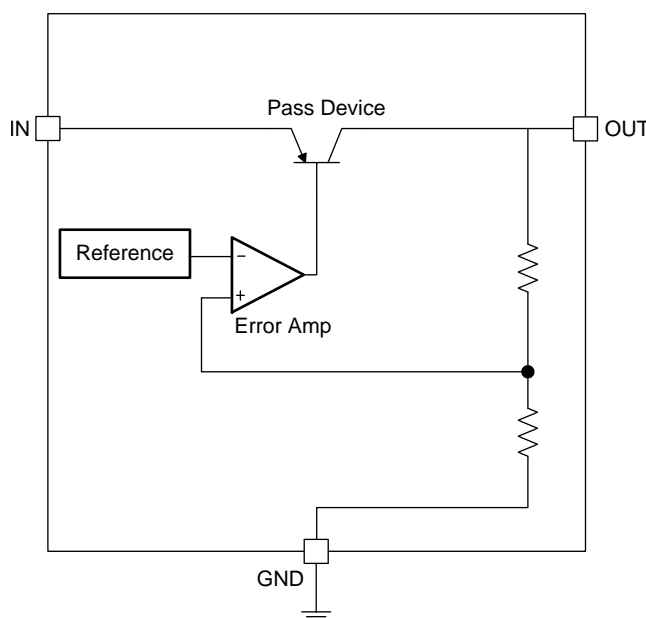 Pass Device
IN
OUT
Reference
−
+
Error Amp
GND